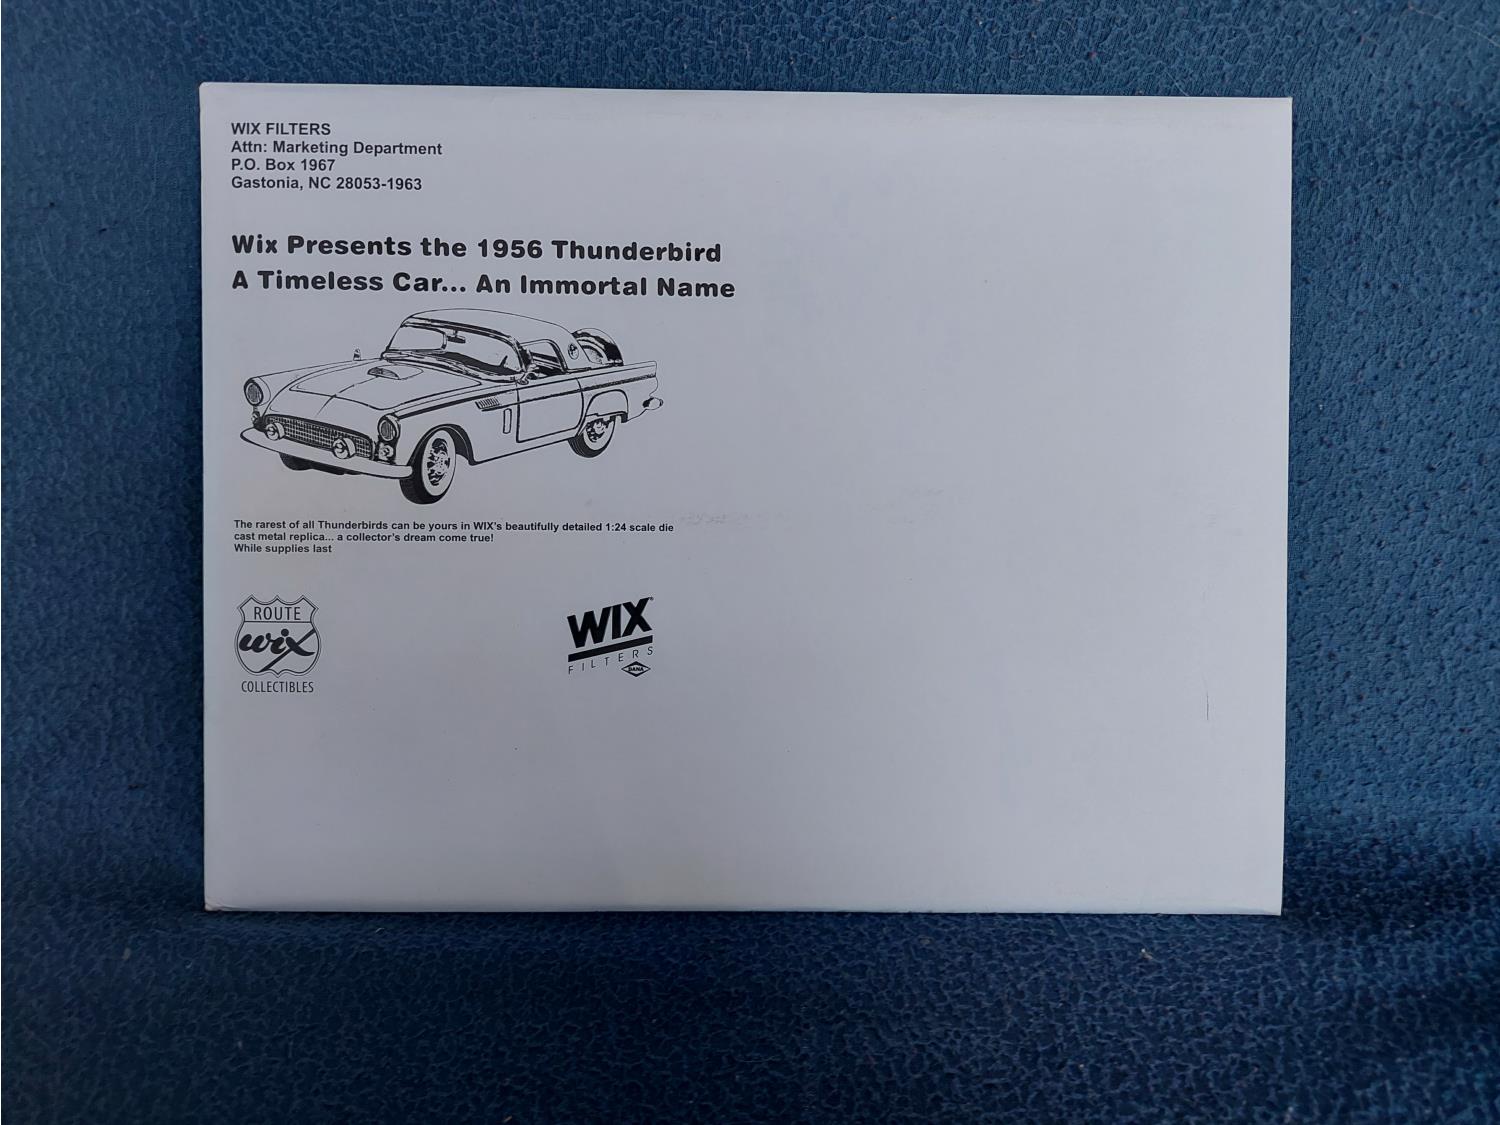 WIX FILTERS
Attn: Marketing Department
P.O. Box 1967
Gastonia, NC 28053-1963
Wix Presents the 1956 Thunderbird
A Timeless Car... An Immortal Name
The rarest of all Thunderbirds can be yours in WIX's beautifully detailed 1:24 scale die
cast metal replica... a collector's dream come true!
While supplies last
ROUTE
wix
COLLECTIBLES
WIX®
FILTERS
DANA